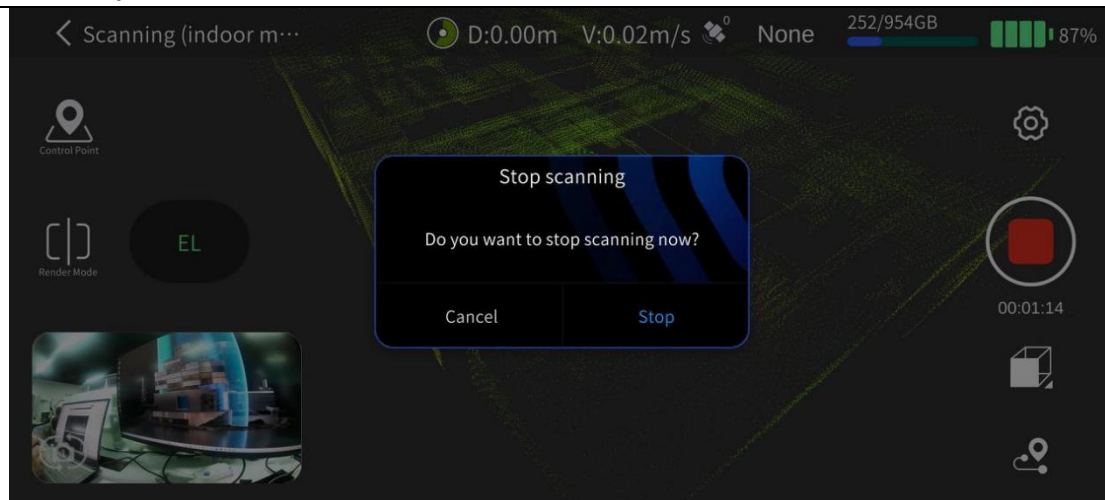 Scanning (indoor m⋯
D:0.00m
V:0.02m/s
0
None
252/954GB
87%
Control Point
Stop scanning
Do you want to stop scanning now?
EL
Render Mode
Cancel
Stop
00:01:14